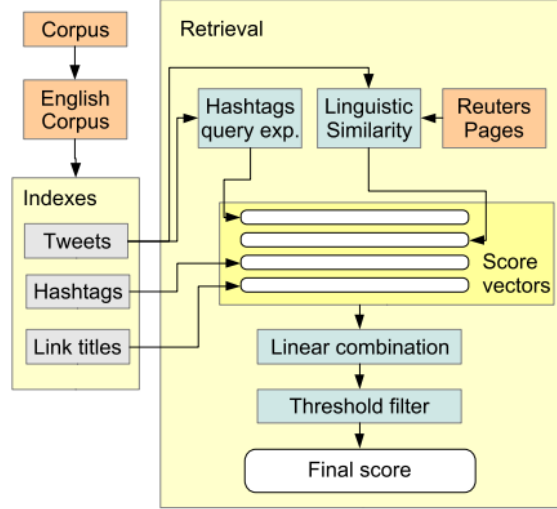 Corpus
English
Corpus
Indexes
Tweets
Hashtags
Link titles
Retrieval
Hashtags
query exp.
Linguistic
Similarity
Reuters
Pages
Score
vectors
Linear combination
Threshold filter
Final score